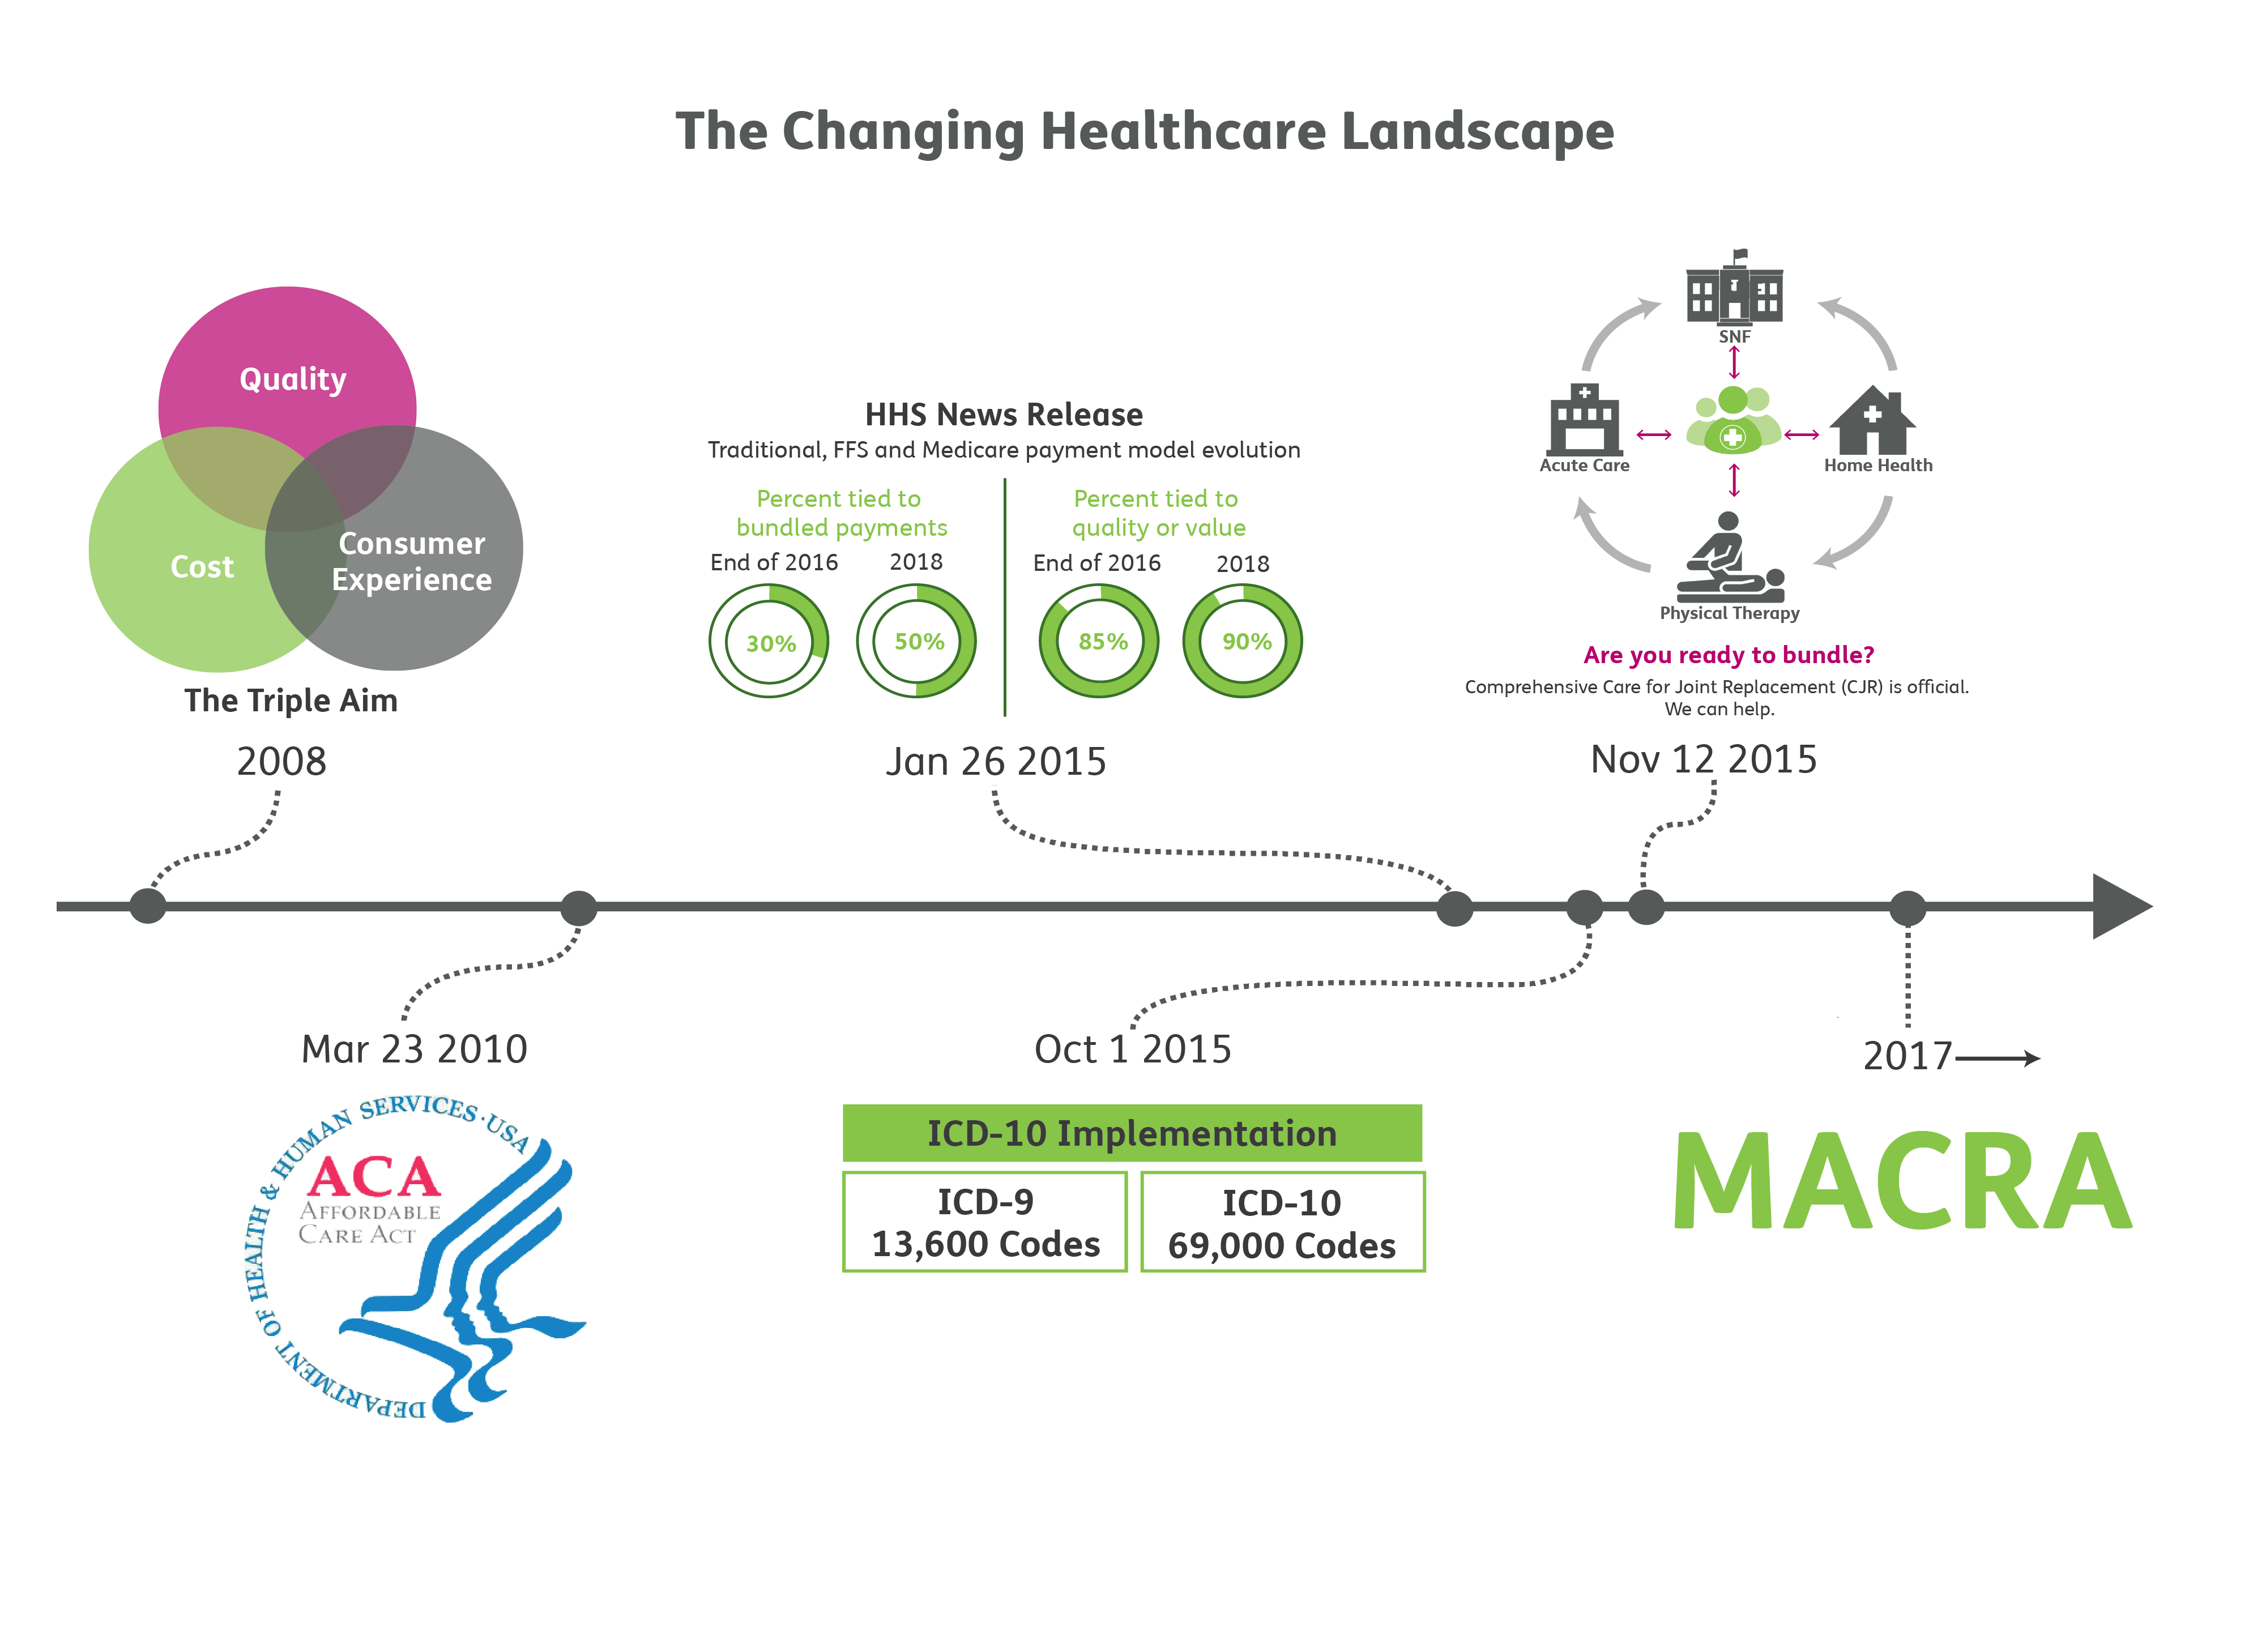 The Changing Healthcare Landscape
Quality
Cost
Consumer
Experience
The Triple Aim
2008
HHS News Release
Traditional, FFS and Medicare payment model evolution
Percent tied to
bundled payments
End of 2016
2018
30%
50%
Percent tied to
quality or value
End of 2016
2018
85%
90%
Jan 26 2015
SNF
Acute Care
Home Health
Physical Therapy
Are you ready to bundle?
Comprehensive Care for Joint Replacement (CJR) is official.
We can help.
Nov 12 2015
Mar 23 2010
DEPARTMENT OF HEALTH & HUMAN SERVICES·USA
ACA
AFFORDABLE
CARE ACT
Oct 1 2015
ICD-10 Implementation
ICD-9
13,600 Codes
ICD-10
69,000 Codes
2017
MACRA